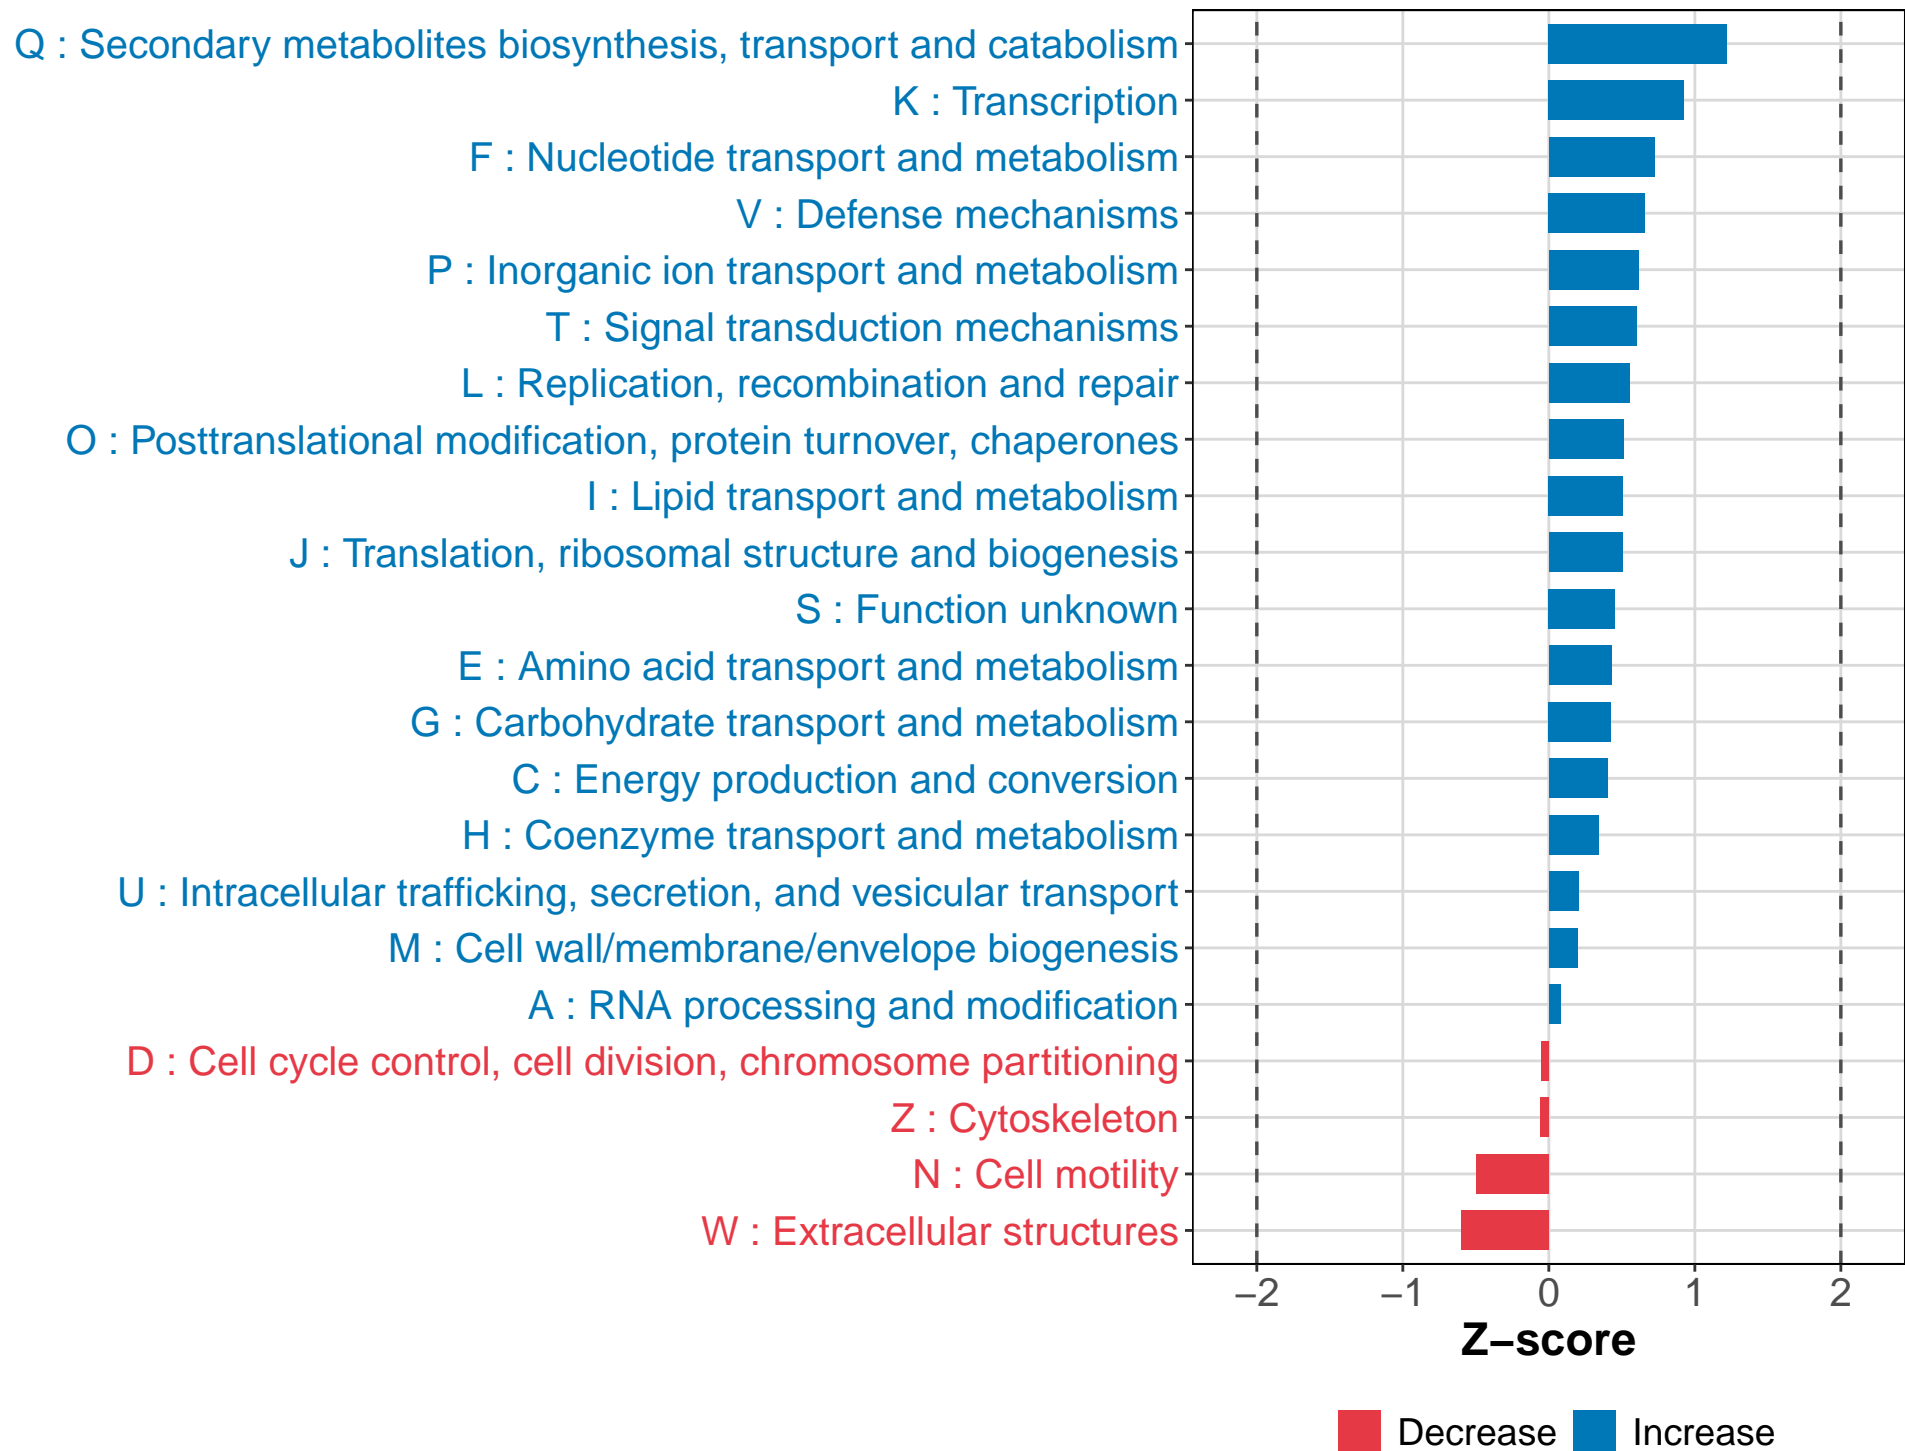 Q : Secondary metabolites biosynthesis, transport and catabolism
K : Transcription
F : Nucleotide transport and metabolism
V : Defense mechanisms
P : Inorganic ion transport and metabolism
T : Signal transduction mechanisms
L : Replication, recombination and repair
O : Posttranslational modification, protein turnover, chaperones
I : Lipid transport and metabolism
J : Translation, ribosomal structure and biogenesis
S : Function unknown
E : Amino acid transport and metabolism
G : Carbohydrate transport and metabolism
C : Energy production and conversion
H : Coenzyme transport and metabolism
U : Intracellular trafficking, secretion, and vesicular transport
M : Cell wall/membrane/envelope biogenesis
A : RNA processing and modification
D : Cell cycle control, cell division, chromosome partitioning
Z : Cytoskeleton
N : Cell motility
W : Extracellular structures
−2 −1 0 1 2
Z−score
Decrease Increase